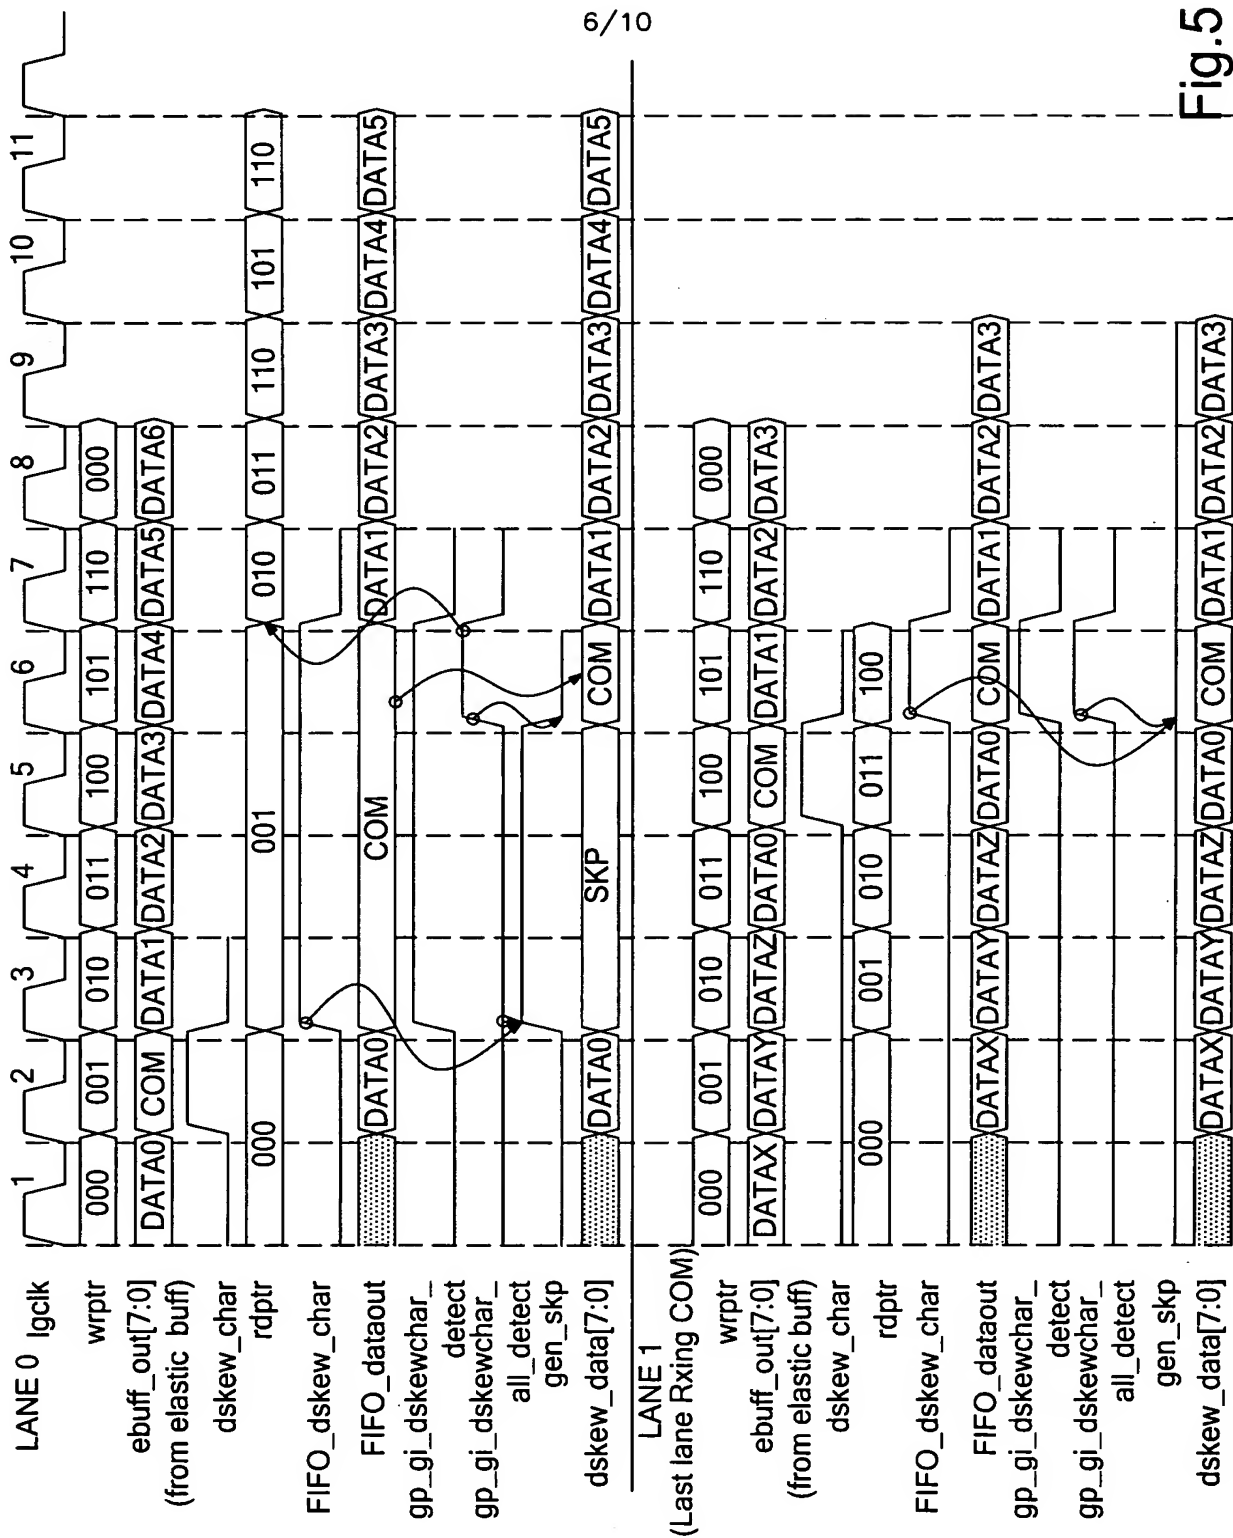 6/10
LANE 0 lgclk 1 2 3 4 5 6 7 8 9 10 11
wrptr 000 001 010 011 100 101 110 000
ebuff_out[7:0] DATA0 COM DATA1 DATA2 DATA3 DATA4 DATA5 DATA6
(from elastic buff)
dskew_char
rdptr 000 001 010 011 110 101 110
FIFO_dskew_char
FIFO_dataout DATA0 COM DATA1 DATA2 DATA3 DATA4 DATA5
gp_gi_dskewchar_
detect
gp_gi_dskewchar_
all_detect
gen_skp
dskew_data[7:0] DATA0 SKP COM DATA1 DATA2 DATA3 DATA4 DATA5
LANE 1
(Last lane Rxing COM)
wrptr 000 001 010 011 100 101 110 000
ebuff_out[7:0] DATAX DATAY DATAZ DATA0 COM DATA1 DATA2 DATA3
(from elastic buff)
dskew_char
rdptr 000 001 010 011 100
FIFO_dskew_char
FIFO_dataout DATAX DATAY DATAZ DATA0 COM DATA1 DATA2 DATA3
gp_gi_dskewchar_
detect
gp_gi_dskewchar_
all_detect
gen_skp
dskew_data[7:0] DATAX DATAY DATAZ DATA0 COM DATA1 DATA2 DATA3
Fig.5